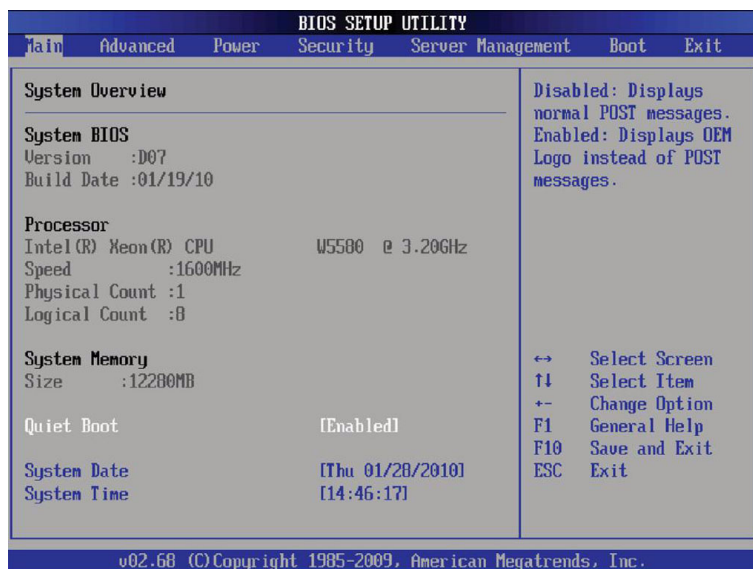 BIOS SETUP UTILITY
Main Advanced Power Security Server Management Boot Exit
System Overview
System BIOS
Version :D07
Build Date :01/19/10
Processor
Intel(R) Xeon(R) CPU W5580 @ 3.20GHz
Speed :1600MHz
Physical Count :1
Logical Count :8
System Memory
Size :12280MB
Quiet Boot [Enabled]
System Date [Thu 01/28/2010]
System Time [14:46:17]
Disabled: Displays
normal POST messages.
Enabled: Displays OEM
Logo instead of POST
messages.
↔ Select Screen
↑↓ Select Item
+- Change Option
F1 General Help
F10 Save and Exit
ESC Exit
v02.68 (C)Copyright 1985-2009, American Megatrends, Inc.